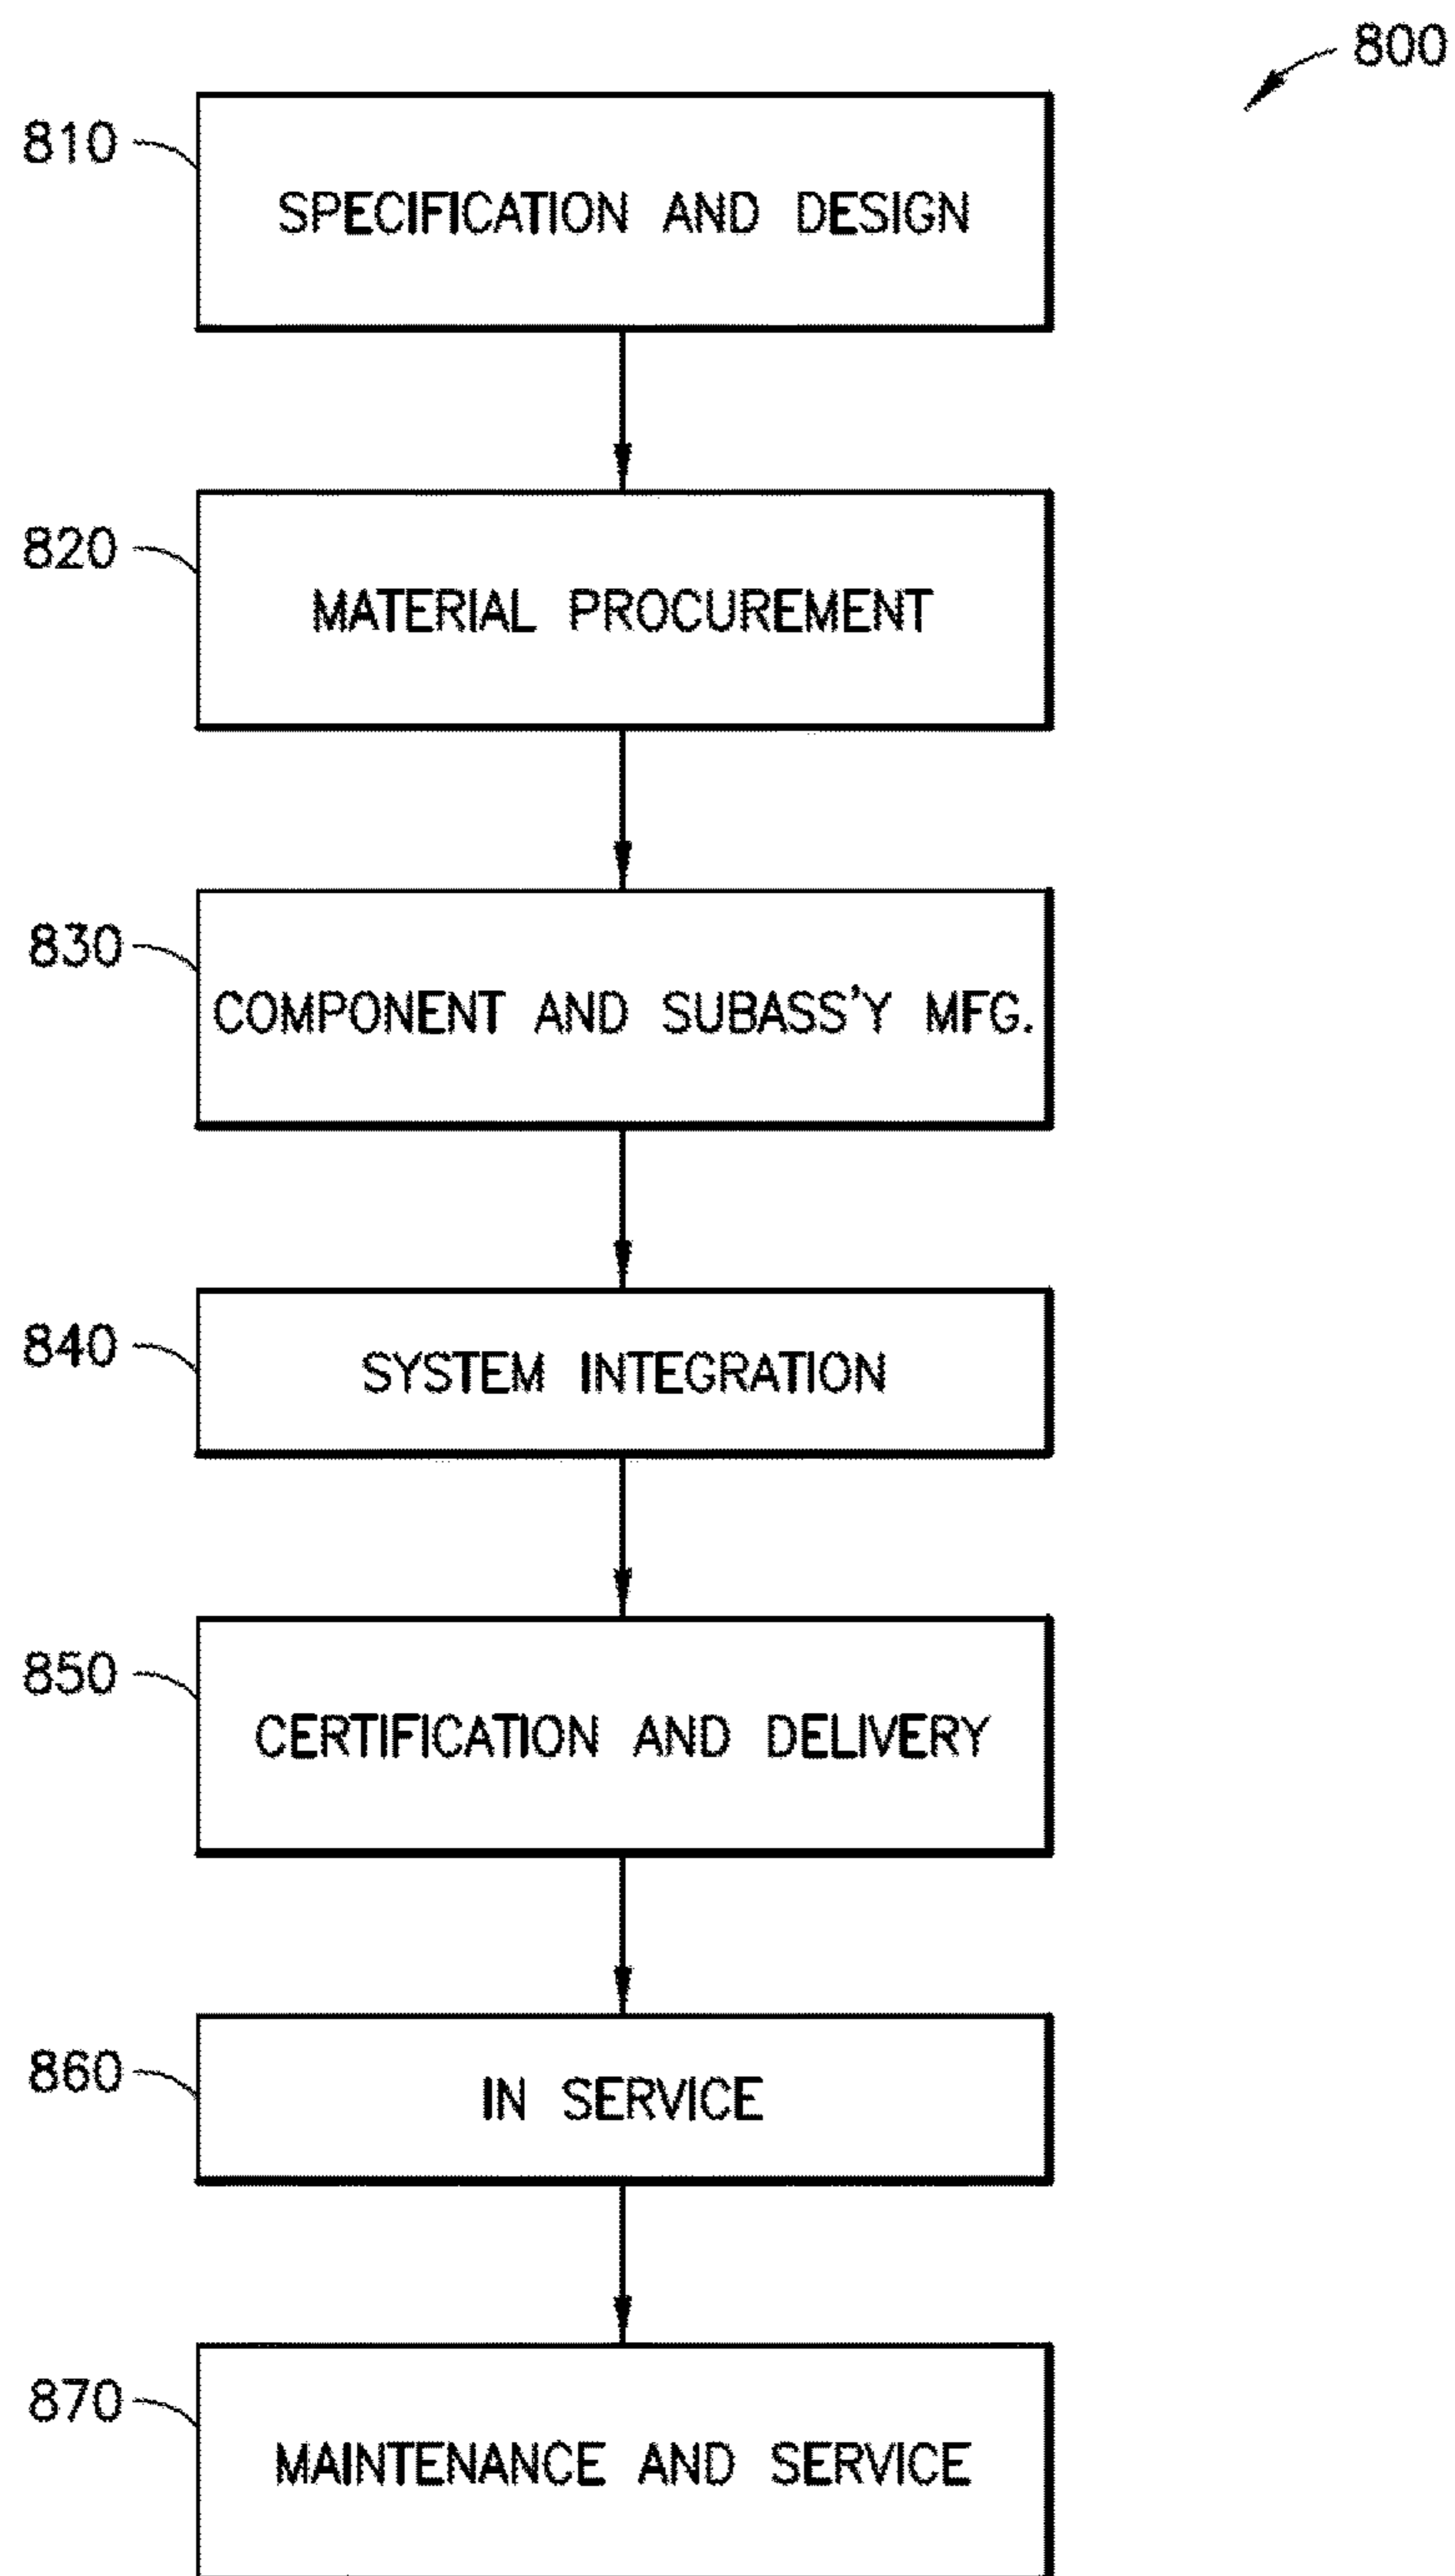 800
810
SPECIFICATION AND DESIGN
820
MATERIAL PROCUREMENT
830
COMPONENT AND SUBASS'Y MFG.
840
SYSTEM INTEGRATION
850
CERTIFICATION AND DELIVERY
860
IN SERVICE
870
MAINTENANCE AND SERVICE